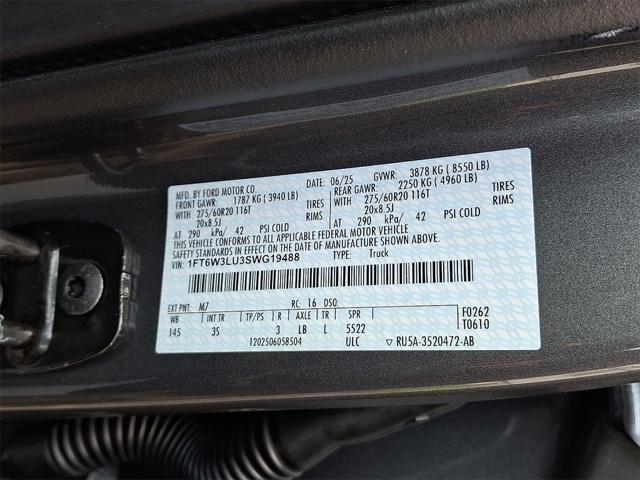 MFD. BY FORD MOTOR CO.
DATE: 06/25 GVWR: 3878 KG ( 8550 LB)
FRONT GAWR: 1787 KG ( 3940 LB)
REAR GAWR: 2250 KG ( 4960 LB)
WITH 275/60R20 116T TIRES
WITH 275/60R20 116T TIRES
20x8.5J RIMS
20x8.5J RIMS
AT 290 kPa/ 42 PSI COLD
AT 290 kPa/ 42 PSI COLD
THIS VEHICLE CONFORMS TO ALL APPLICABLE FEDERAL MOTOR VEHICLE
SAFETY STANDARDS IN EFFECT ON THE DATE OF MANUFACTURE SHOWN ABOVE.
VIN: 1FT6W3LU3SWG19488 TYPE: Truck
EXT PNT: M7 RC: 16 DSO:
WB INT TR TP/PS R AXLE TR SPR
145 3S 3 LB L 5522
F0262
T0610
1202506058504 ULC ▽ RU5A-3520472-AB